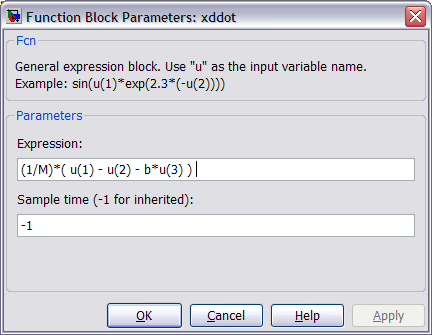 Function Block Parameters: xddot
Fcn
General expression block. Use "u" as the input variable name.
Example: sin(u(1)*exp(2.3*(-u(2))))
Parameters
Expression:
(1/M)*( u(1) - u(2) - b*u(3) )
Sample time (-1 for inherited):
-1
OK Cancel Help Apply